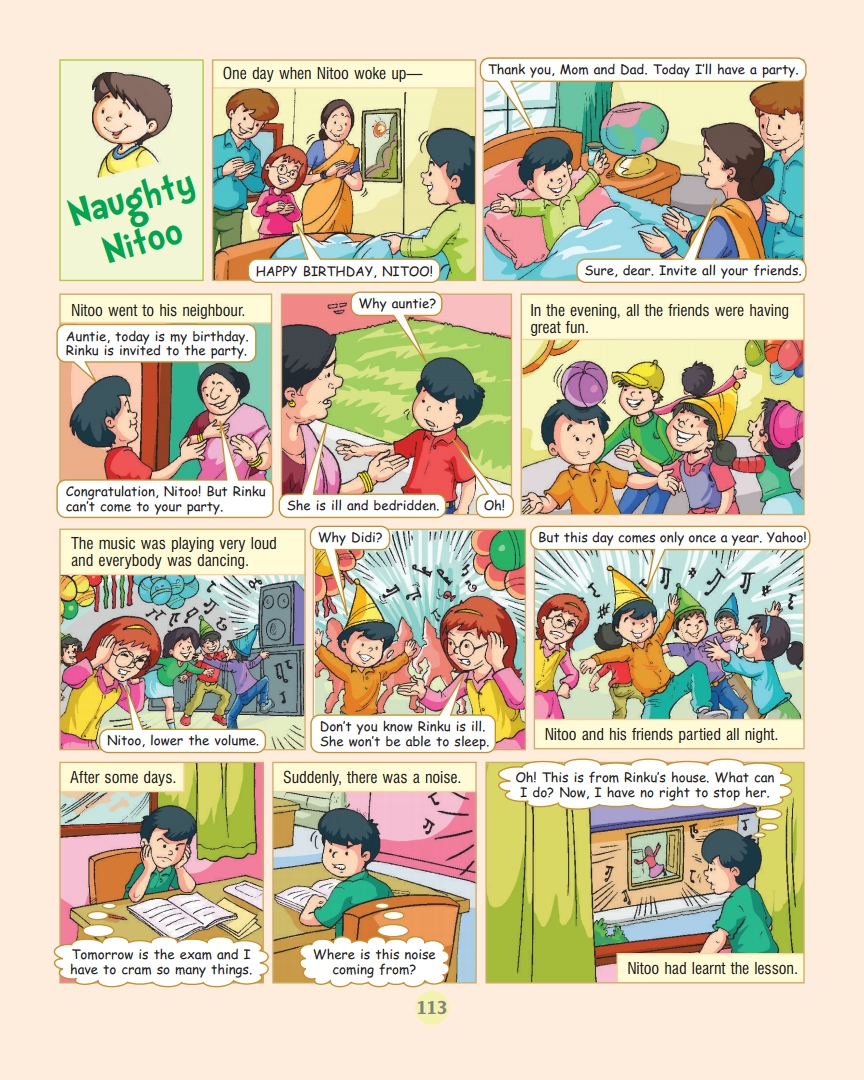 Naughty
Nitoo
One day when Nitoo woke up—
HAPPY BIRTHDAY, NITOO!
Thank you, Mom and Dad. Today I'll have a party.
Sure, dear. Invite all your friends.
Nitoo went to his neighbour.
Auntie, today is my birthday.
Rinku is invited to the party.
Congratulation, Nitoo! But Rinku
can't come to your party.
Why auntie?
She is ill and bedridden.
Oh!
In the evening, all the friends were having
great fun.
The music was playing very loud
and everybody was dancing.
Nitoo, lower the volume.
Why Didi?
Don't you know Rinku is ill.
She won't be able to sleep.
But this day comes only once a year. Yahoo!
Nitoo and his friends partied all night.
After some days.
Tomorrow is the exam and I
have to cram so many things.
Suddenly, there was a noise.
Where is this noise
coming from?
Oh! This is from Rinku's house. What can
I do? Now, I have no right to stop her.
Nitoo had learnt the lesson.
113